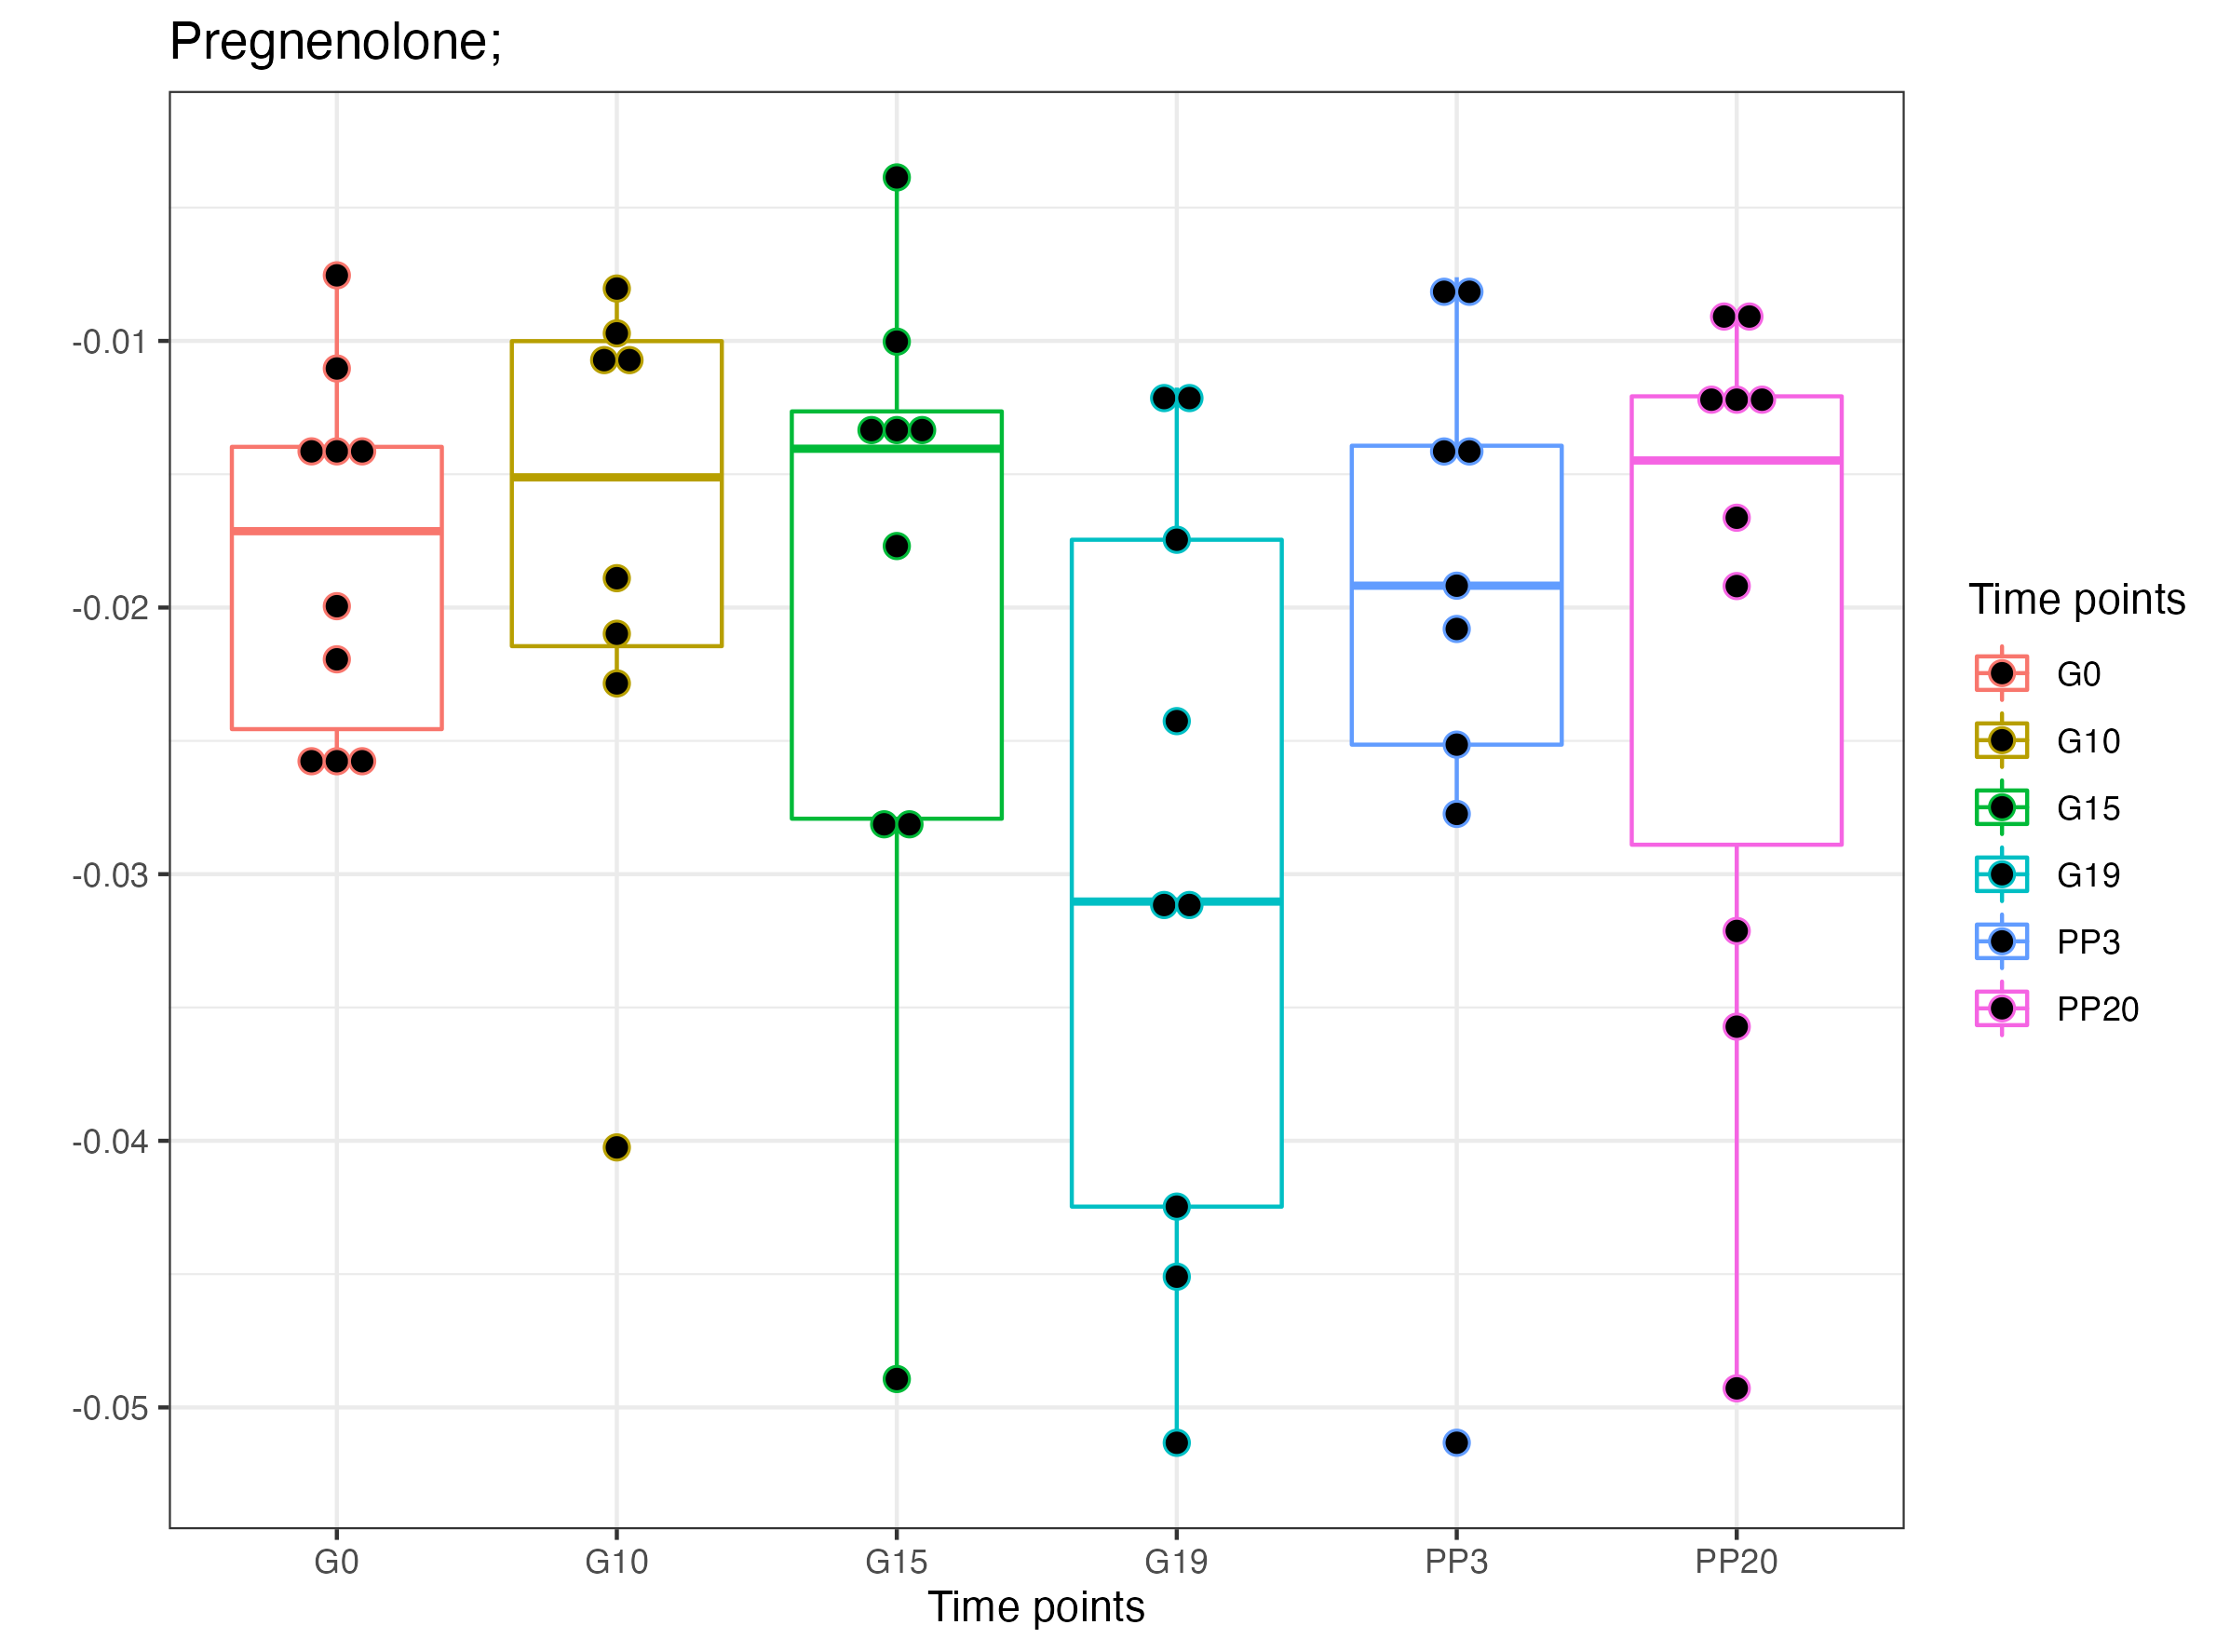 Pregnenolone;
-0.01
-0.02
-0.03
-0.04
-0.05
G0
G10
G15
G19
PP3
PP20
Time points
Time points
G0
G10
G15
G19
PP3
PP20